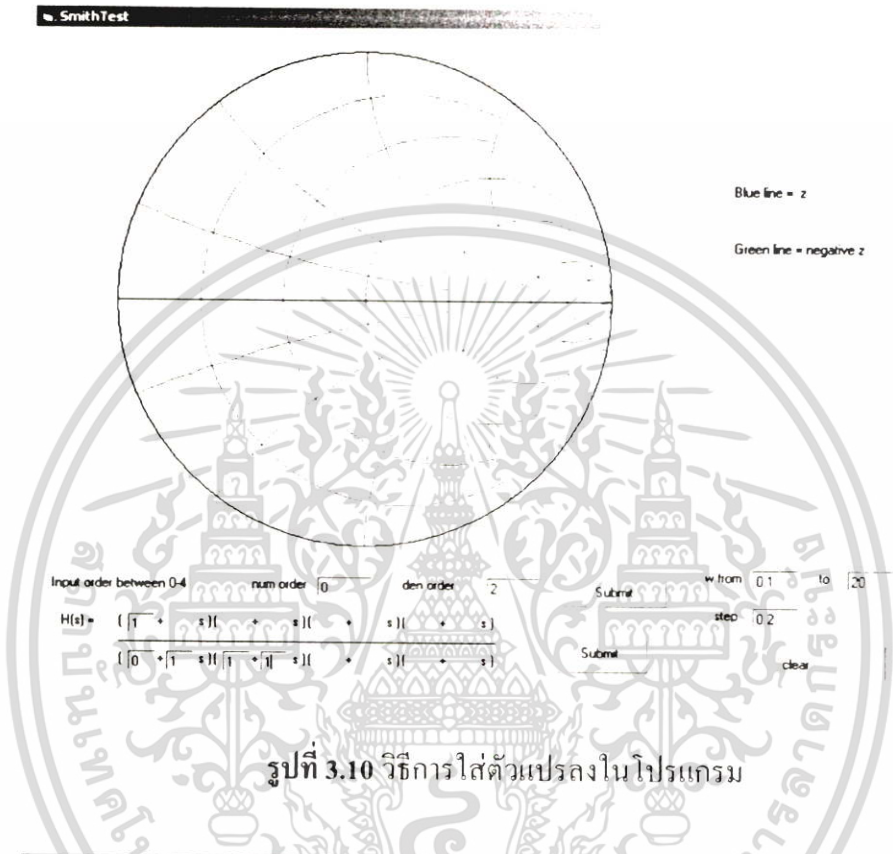 SmithTest
Blue line = z
Green line = negative z
Input order between 0-4 num order 0 den order 2 Submit w from 0.1 to 20
H(s) = ( 1 + s )( + s )( + s )( + s ) step 0.2
( 0 + 1 s )( 1 + 1 s )( + s )( + s ) Submit clear
รูปที่ 3.10 วิธีการใส่ตัวแปรลงในโปรแกรม